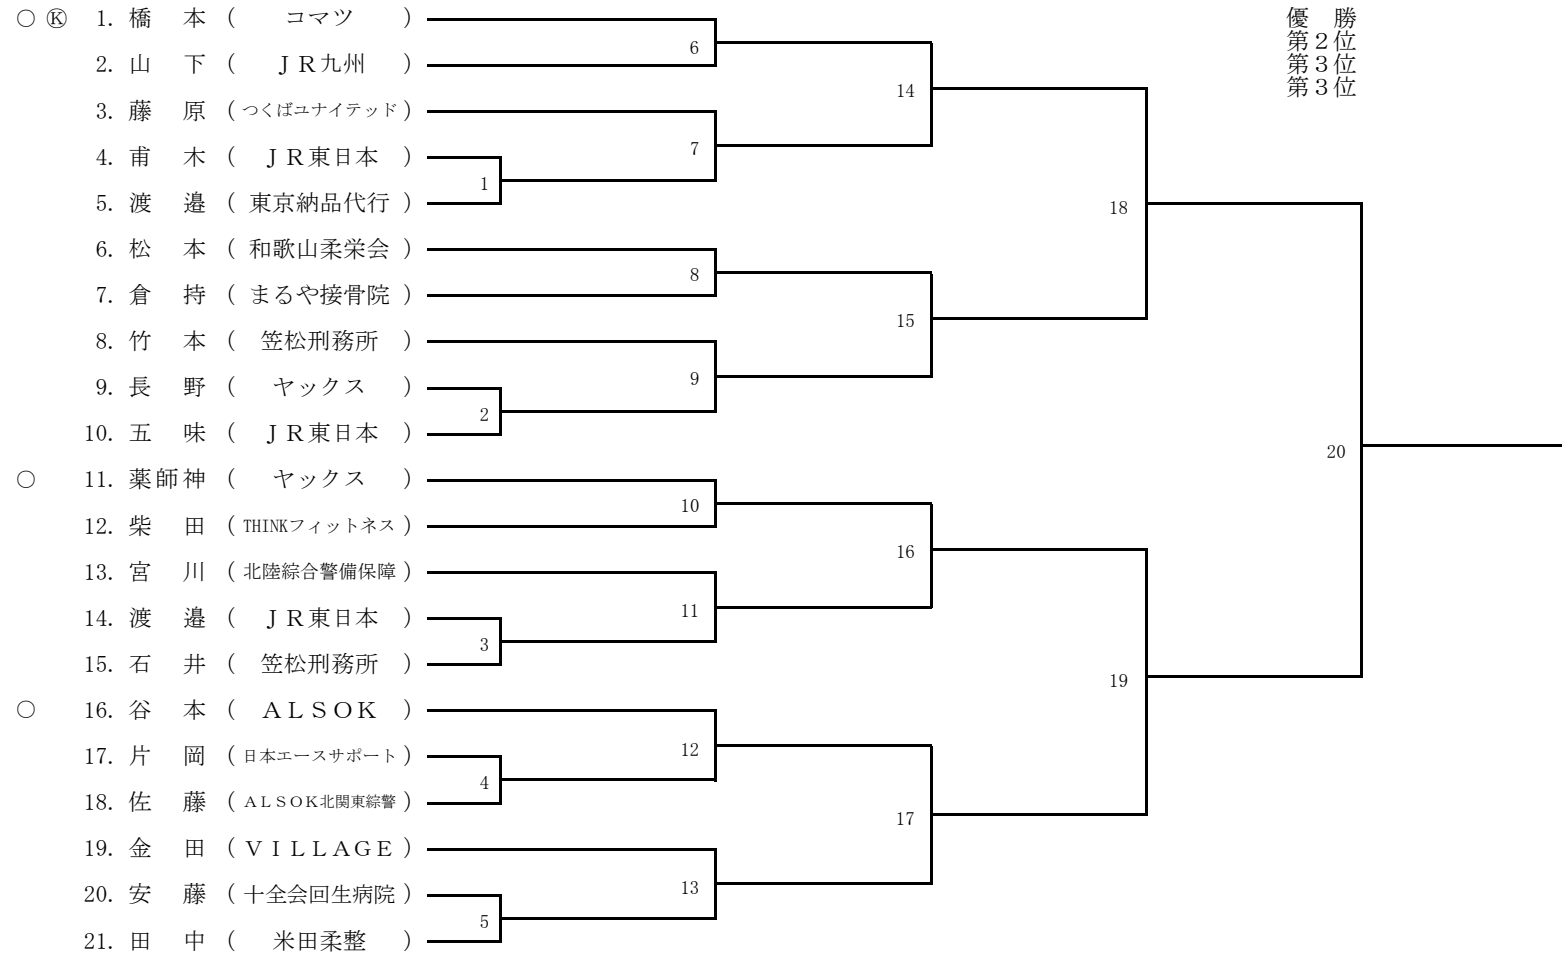 ○ Ⓚ 1. 橋 本 ( コマツ )
2. 山 下 ( ＪＲ九州 )
3. 藤 原 ( つくばユナイテッド )
4. 甫 木 ( ＪＲ東日本 )
5. 渡 邉 ( 東京納品代行 )
6. 松 本 ( 和歌山柔栄会 )
7. 倉 持 ( まるや接骨院 )
8. 竹 本 ( 笠松刑務所 )
9. 長 野 ( ヤックス )
10. 五 味 ( ＪＲ東日本 )
○ 11. 薬師神 ( ヤックス )
12. 柴 田 ( THINKフィットネス )
13. 宮 川 ( 北陸綜合警備保障 )
14. 渡 邉 ( ＪＲ東日本 )
15. 石 井 ( 笠松刑務所 )
○ 16. 谷 本 ( ＡＬＳＯＫ )
17. 片 岡 ( 日本エースサポート )
18. 佐 藤 ( ＡＬＳＯＫ北関東綜警 )
19. 金 田 ( ＶＩＬＬＡＧＥ )
20. 安 藤 ( 十全会回生病院 )
21. 田 中 ( 米田柔整 )
1
2
3
4
5
6
7
8
9
10
11
12
13
14
15
16
17
18
19
20
優 勝
第２位
第３位
第３位